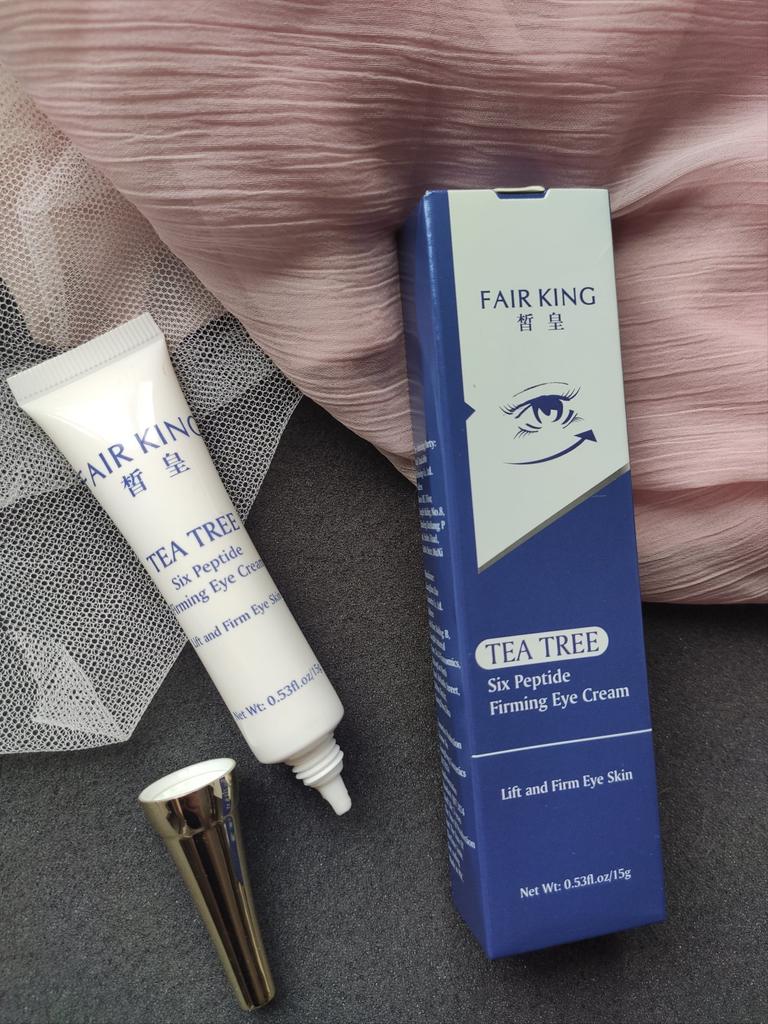 FAIR KING
皙 皇
TEA TREE
Six Peptide
Firming Eye Cream
Lift and Firm Eye Skin
Net Wt: 0.53fl.oz/15g
FAIR KING
皙 皇
TEA TREE
Six Peptide
Firming Eye Cream
Lift and Firm Eye Skin
Net Wt: 0.53fl.oz/15g